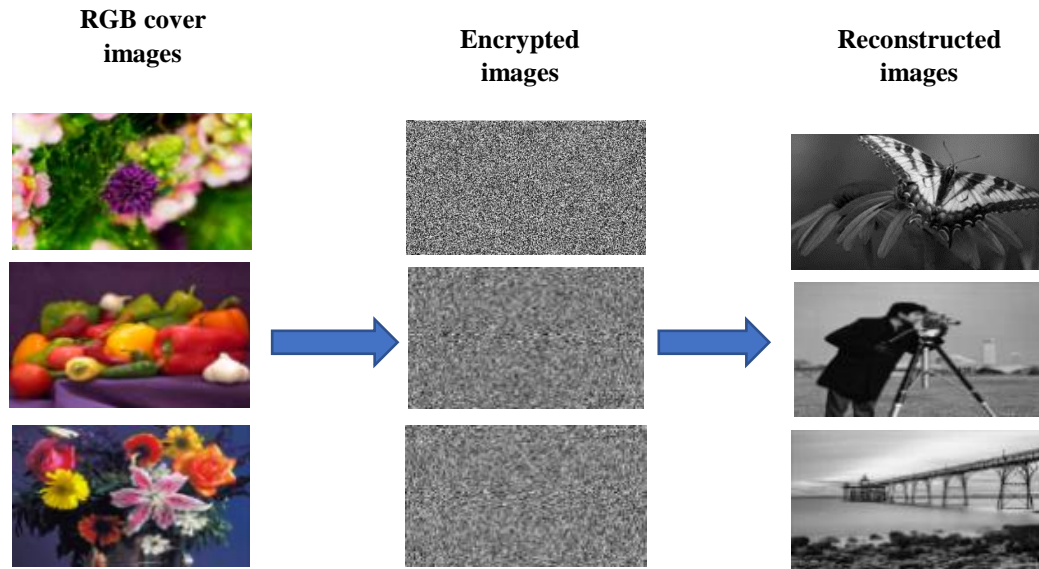 RGB cover
images
Encrypted
images
Reconstructed
images